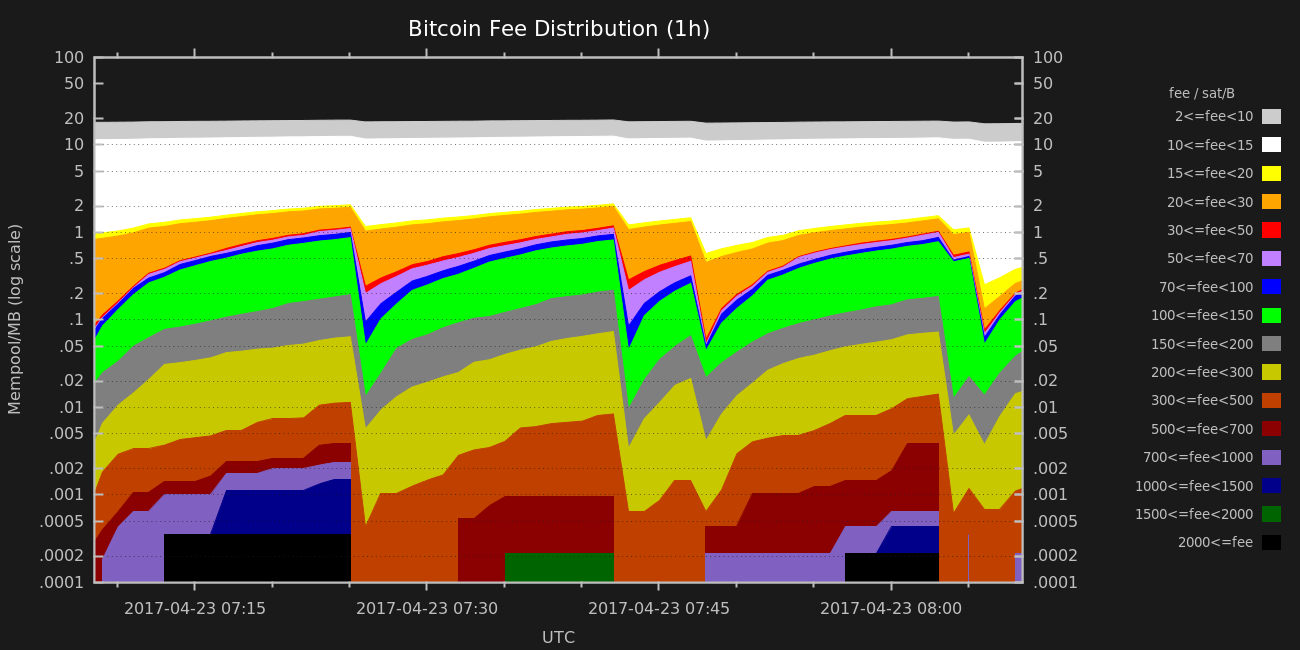 Bitcoin Fee Distribution (1h)
Mempool/MB (log scale)
100
50
20
10
5
2
1
.5
.2
.1
.05
.02
.01
.005
.002
.001
.0005
.0002
.0001
100
50
20
10
5
2
1
.5
.2
.1
.05
.02
.01
.005
.002
.001
.0005
.0002
.0001
2017-04-23 07:15
2017-04-23 07:30
2017-04-23 07:45
2017-04-23 08:00
UTC
fee / sat/B
2<=fee<10
10<=fee<15
15<=fee<20
20<=fee<30
30<=fee<50
50<=fee<70
70<=fee<100
100<=fee<150
150<=fee<200
200<=fee<300
300<=fee<500
500<=fee<700
700<=fee<1000
1000<=fee<1500
1500<=fee<2000
2000<=fee